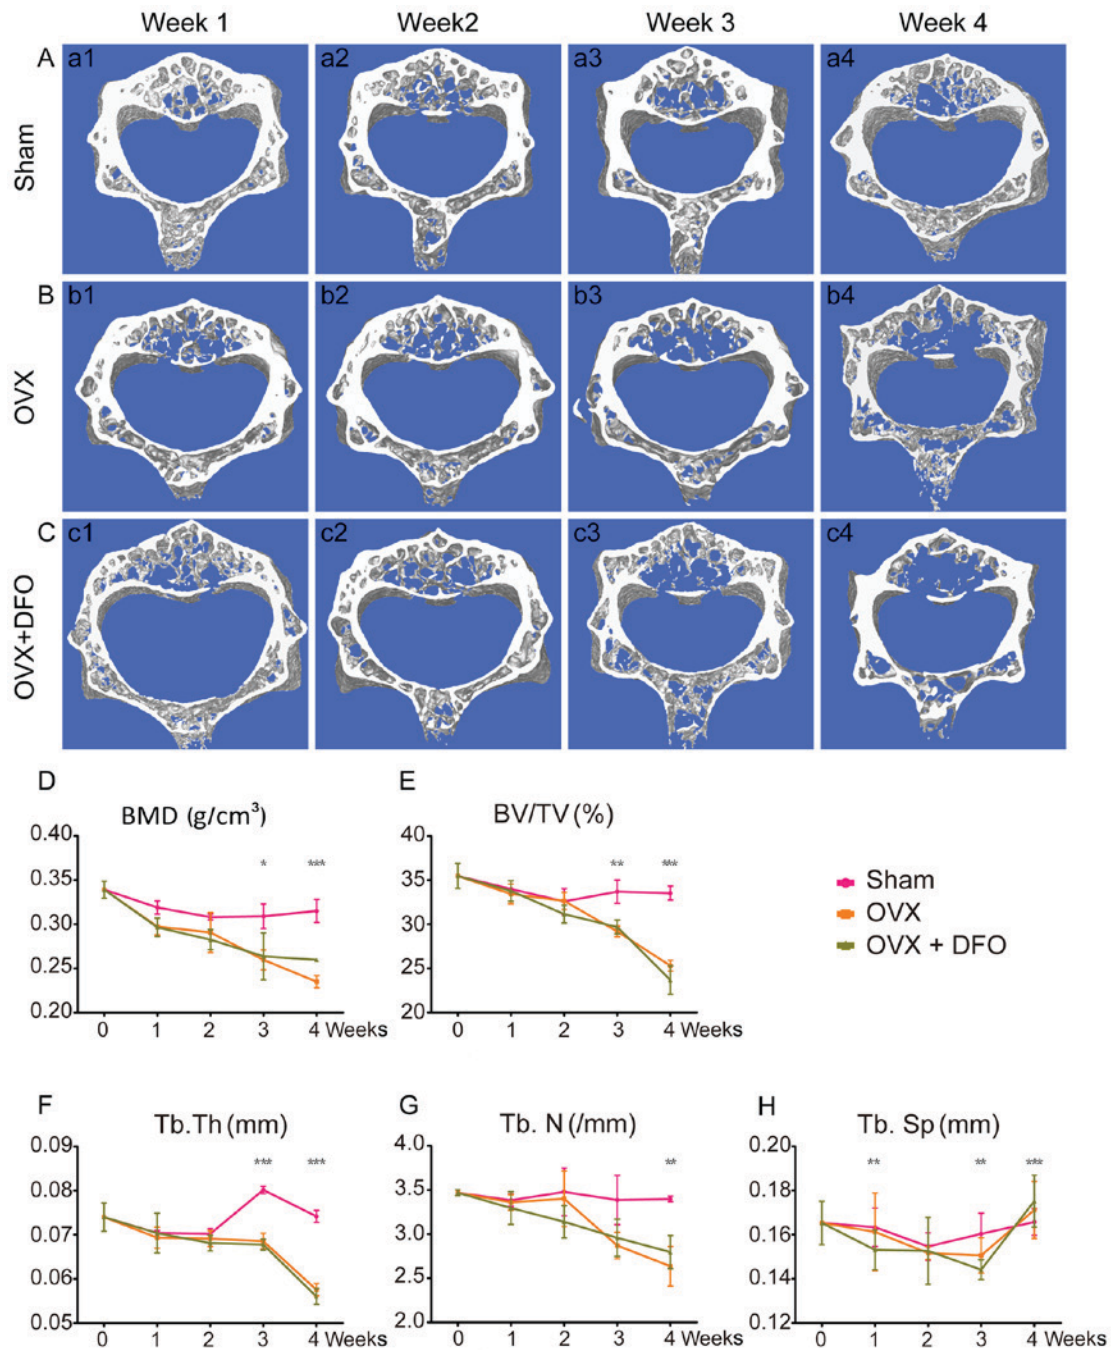 Week 1 Week2 Week 3 Week 4
A a1 a2 a3 a4
Sham
B b1 b2 b3 b4
OVX
C c1 c2 c3 c4
OVX+DFO
D
BMD (g/cm³)
0.40
0.35
0.30
0.25
0.20
* ***
0 1 2 3 4 Weeks
E
BV/TV (%)
40
35
30
25
20
** ***
0 1 2 3 4 Weeks
Sham
OVX
OVX + DFO
F
Tb.Th (mm)
0.09
0.08
0.07
0.06
0.05
*** ***
0 1 2 3 4 Weeks
G
Tb. N (/mm)
4.0
3.5
3.0
2.5
2.0
**
0 1 2 3 4 Weeks
H
Tb. Sp (mm)
0.20
0.18
0.16
0.14
0.12
** ** ***
0 1 2 3 4 Weeks